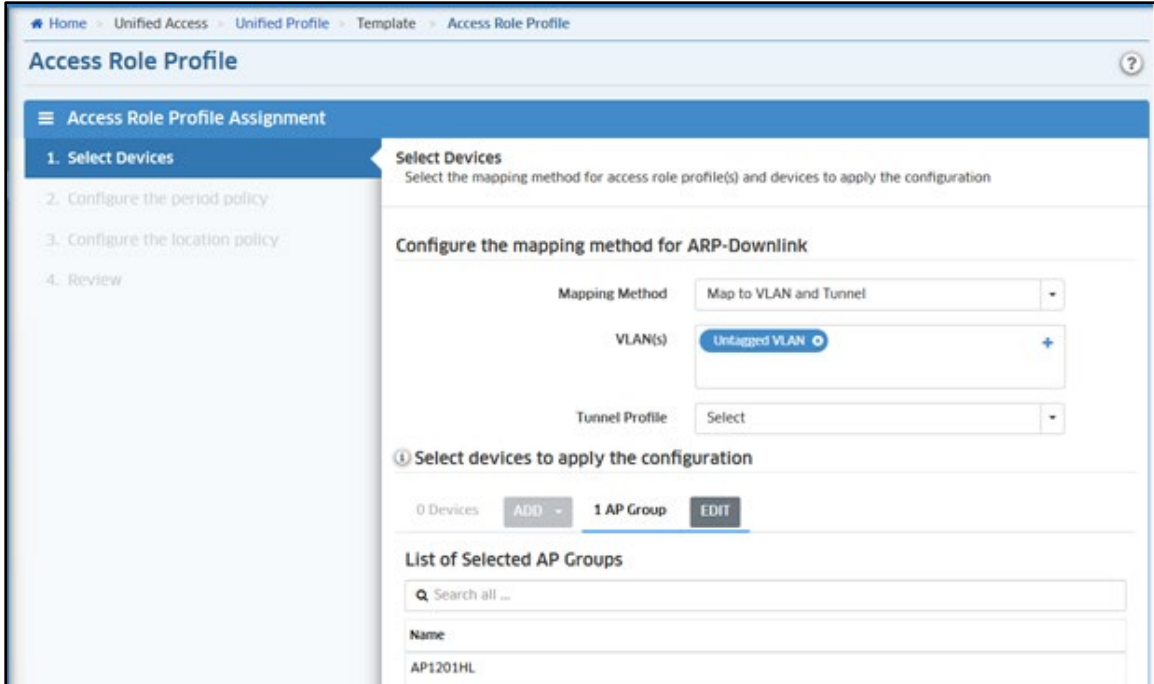 Home Unified Access Unified Profile Template Access Role Profile
Access Role Profile
?
Access Role Profile Assignment
1. Select Devices
2. Configure the period policy
3. Configure the location policy
4. Review
Select Devices
Select the mapping method for access role profile(s) and devices to apply the configuration
Configure the mapping method for ARP-Downlink
Mapping Method Map to VLAN and Tunnel
VLAN(s) Untagged VLAN
Tunnel Profile Select
Select devices to apply the configuration
0 Devices ADD 1 AP Group EDIT
List of Selected AP Groups
Search all ...
Name
AP1201HL